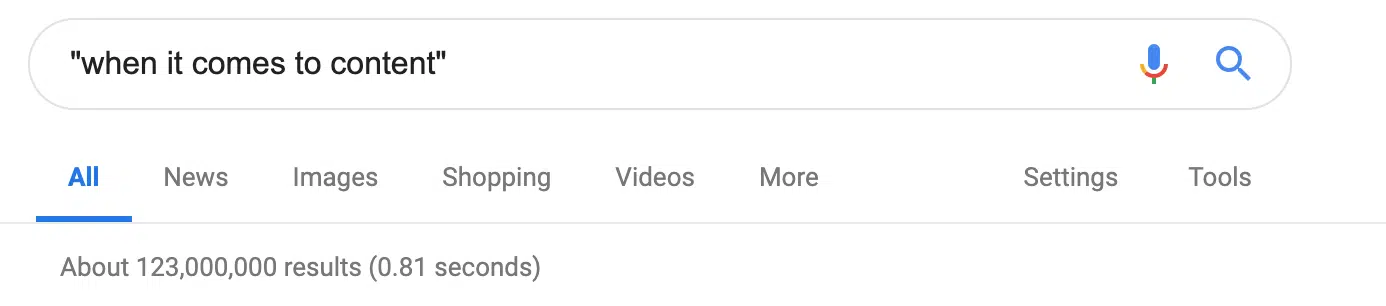 "when it comes to content"
All News Images Shopping Videos More Settings Tools
About 123,000,000 results (0.81 seconds)